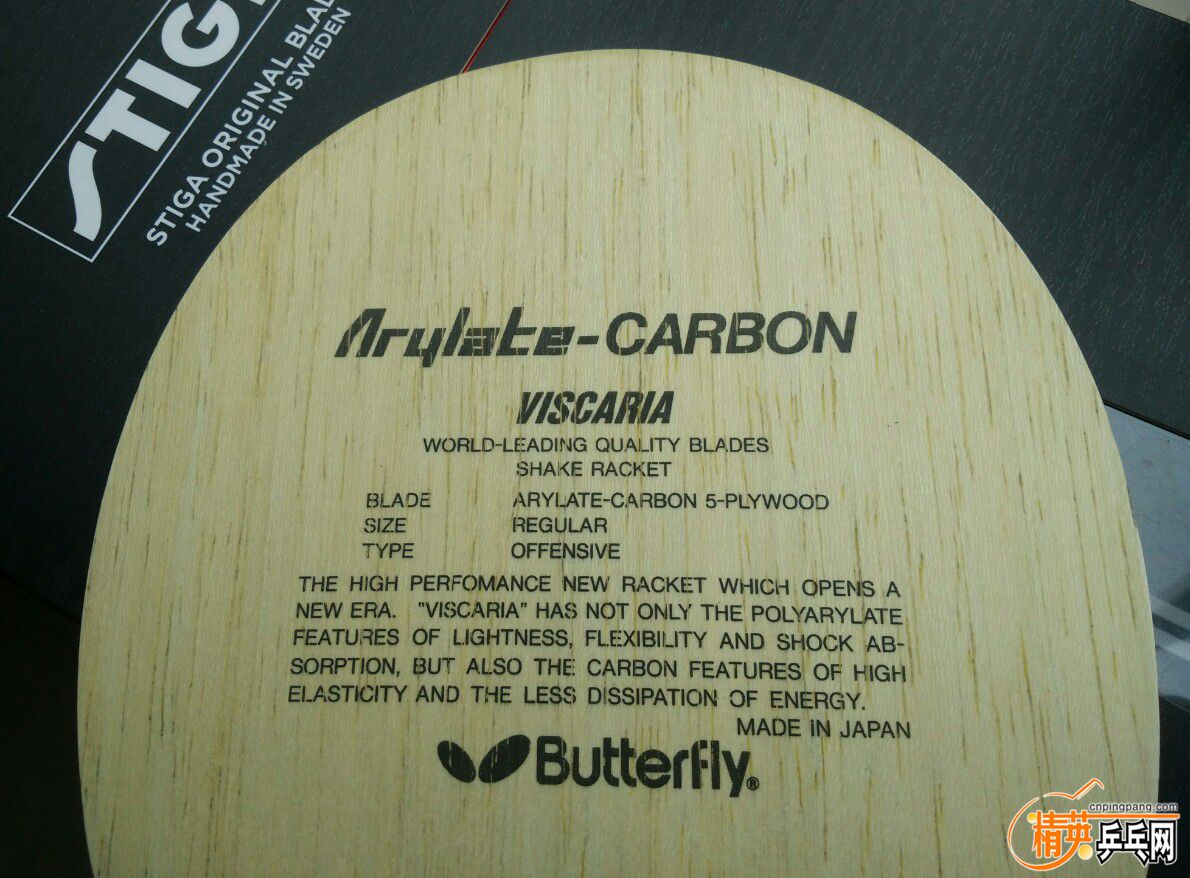 STIGA ORIGINAL
HANDMADE IN SWEDEN
Arylate-CARBON
VISCARIA
WORLD-LEADING QUALITY BLADES
SHAKE RACKET
BLADE ARYLATE-CARBON 5-PLYWOOD
SIZE REGULAR
TYPE OFFENSIVE
THE HIGH PERFOMANCE NEW RACKET WHICH OPENS A
NEW ERA. "VISCARIA" HAS NOT ONLY THE POLYARYLATE
FEATURES OF LIGHTNESS, FLEXIBILITY AND SHOCK AB-
SORPTION, BUT ALSO THE CARBON FEATURES OF HIGH
ELASTICITY AND THE LESS DISSIPATION OF ENERGY.
MADE IN JAPAN
Butterfly®
cnpingpang.com
精英乒乓网